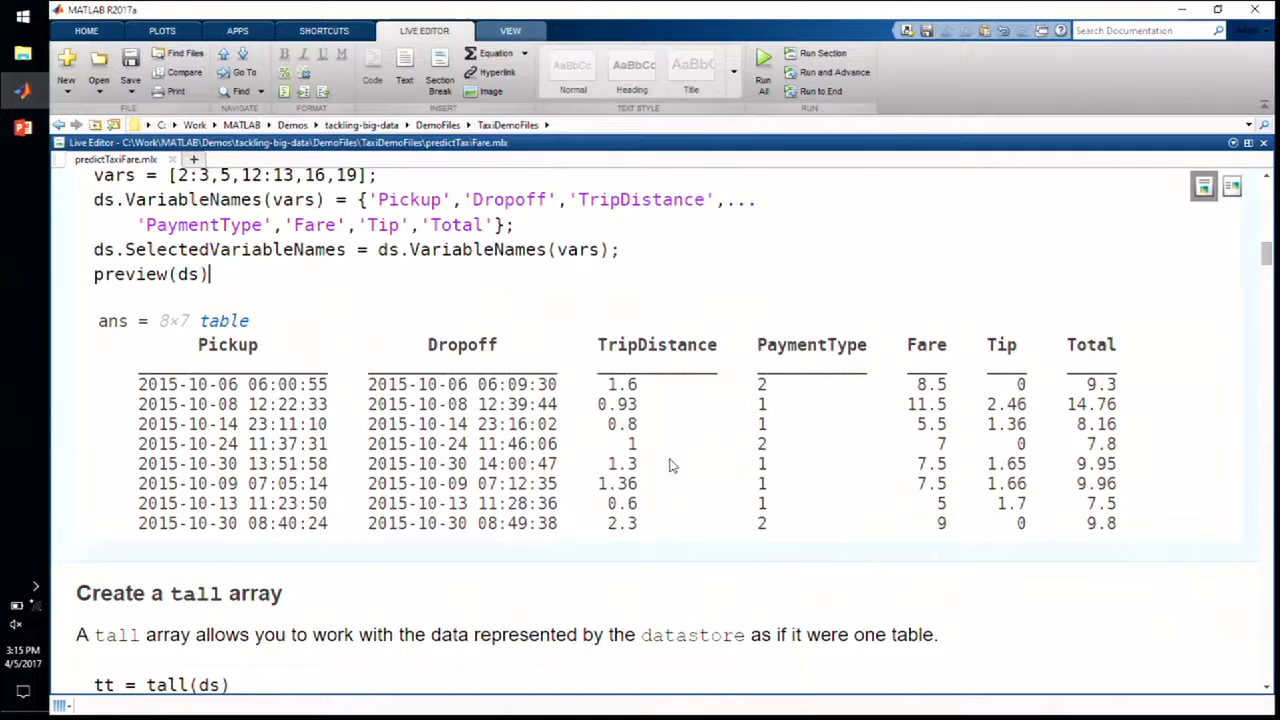 MATLAB R2017a
HOME PLOTS APPS SHORTCUTS LIVE EDITOR VIEW Search Documentation
New Open Save Find Files Compare Print Go To Find B I U M Code Text Section Break Equation Hyperlink Image AaBbCc Normal AaBbCc Heading AaBbC Title Run All Run Section Run and Advance Run to End
FILE NAVIGATE FORMAT INSERT TEXT STYLE RUN
C: Work MATLAB Demos tackling-big-data DemoFiles TaxiDemoFiles
Live Editor - C:\Work\MATLAB\Demos\tackling-big-data\DemoFiles\TaxiDemoFiles\predictTaxiFare.mlx
predictTaxiFare.mlx
vars = [2:3,5,12:13,16,19];
ds.VariableNames(vars) = {'Pickup','Dropoff','TripDistance',...
'PaymentType','Fare','Tip','Total'};
ds.SelectedVariableNames = ds.VariableNames(vars);
preview(ds)
ans = 8×7 table
Pickup Dropoff TripDistance PaymentType Fare Tip Total
2015-10-06 06:00:55 2015-10-06 06:09:30 1.6 2 8.5 0 9.3
2015-10-08 12:22:33 2015-10-08 12:39:44 0.93 1 11.5 2.46 14.76
2015-10-14 23:11:10 2015-10-14 23:16:02 0.8 1 5.5 1.36 8.16
2015-10-24 11:37:31 2015-10-24 11:46:06 1 2 7 0 7.8
2015-10-30 13:51:58 2015-10-30 14:00:47 1.3 1 7.5 1.65 9.95
2015-10-09 07:05:14 2015-10-09 07:12:35 1.36 1 7.5 1.66 9.96
2015-10-13 11:23:50 2015-10-13 11:28:36 0.6 1 5 1.7 7.5
2015-10-30 08:40:24 2015-10-30 08:49:38 2.3 2 9 0 9.8
Create a tall array
A tall array allows you to work with the data represented by the datastore as if it were one table.
tt = tall(ds)
3:15 PM
4/5/2017